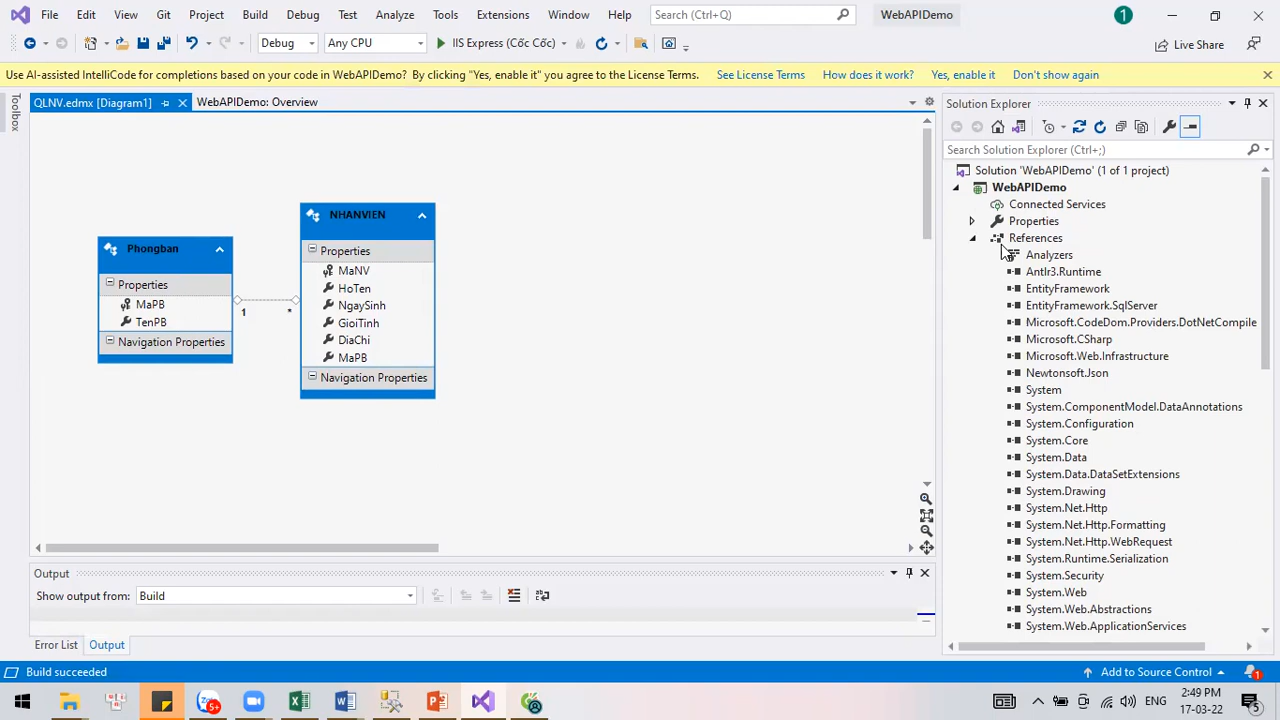 File Edit View Git Project Build Debug Test Analyze Tools Extensions Window Help Search (Ctrl+Q) WebAPIDemo 1
Debug Any CPU IIS Express (Cốc Cốc) Live Share
Use AI-assisted IntelliCode for completions based on your code in WebAPIDemo? By clicking "Yes, enable it" you agree to the License Terms. See License Terms How does it work? Yes, enable it Don't show again
Toolbox
QLNV.edmx [Diagram1] WebAPIDemo: Overview
Phongban
Properties
MaPB
TenPB
Navigation Properties
1
*
NHANVIEN
Properties
MaNV
HoTen
NgaySinh
GioiTinh
DiaChi
MaPB
Navigation Properties
Solution Explorer
Search Solution Explorer (Ctrl+;)
Solution 'WebAPIDemo' (1 of 1 project)
WebAPIDemo
Connected Services
Properties
References
Analyzers
Antlr3.Runtime
EntityFramework
EntityFramework.SqlServer
Microsoft.CodeDom.Providers.DotNetCompile
Microsoft.CSharp
Microsoft.Web.Infrastructure
Newtonsoft.Json
System
System.ComponentModel.DataAnnotations
System.Configuration
System.Core
System.Data
System.Data.DataSetExtensions
System.Drawing
System.Net.Http
System.Net.Http.Formatting
System.Net.Http.WebRequest
System.Runtime.Serialization
System.Security
System.Web
System.Web.Abstractions
System.Web.ApplicationServices
Output
Show output from: Build
Error List Output
Build succeeded Add to Source Control 1
5+ ENG 2:49 PM
17-03-22 5